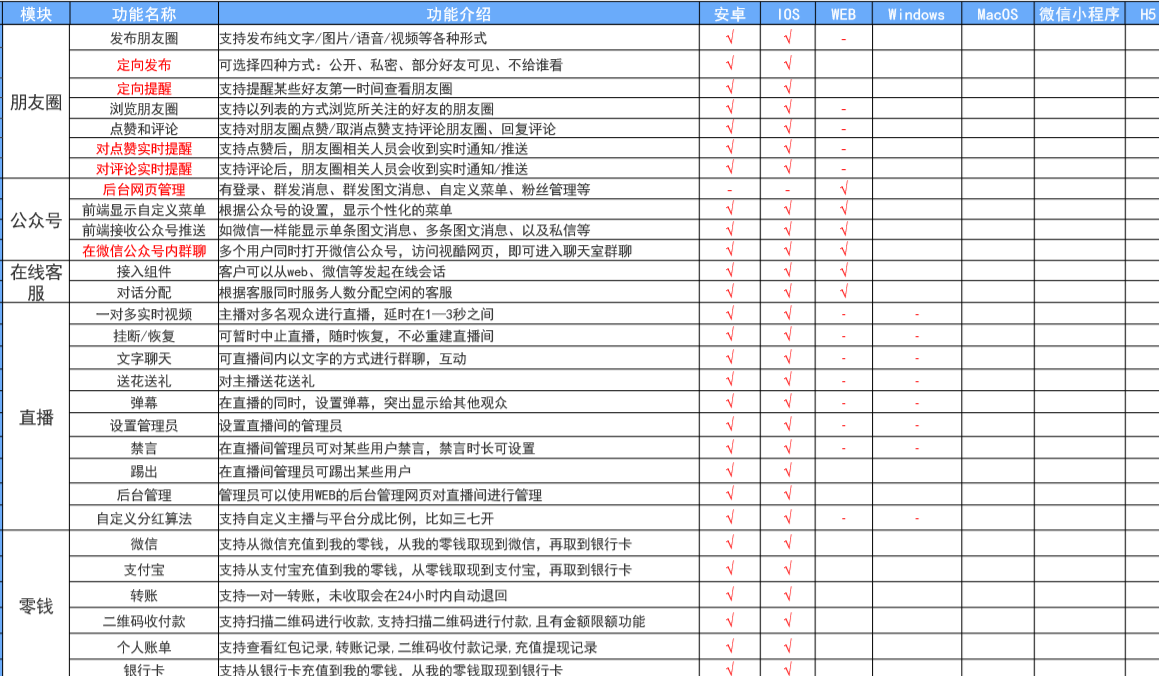 模块 功能名称 功能介绍 安卓 IOS WEB Windows MacOS 微信小程序 H5
朋友圈
发布朋友圈 支持发布纯文字/图片/语音/视频等各种形式 √ √ -
定向发布 可选择四种方式：公开、私密、部分好友可见、不给谁看 √ √
定向提醒 支持提醒某些好友第一时间查看朋友圈 √ √
浏览朋友圈 支持以列表的方式浏览所关注的好友的朋友圈 √ √ -
点赞和评论 支持对朋友圈点赞/取消点赞支持评论朋友圈、回复评论 √ √ -
对点赞实时提醒 支持点赞后，朋友圈相关人员会收到实时通知/推送 √ √ -
对评论实时提醒 支持评论后，朋友圈相关人员会收到实时通知/推送 √ √ -
公众号
后台网页管理 有登录、群发消息、群发图文消息、自定义菜单、粉丝管理等 - - √
前端显示自定义菜单 根据公众号的设置，显示个性化的菜单 √ √ √
前端接收公众号推送 如微信一样能显示单条图文消息、多条图文消息、以及私信等 √ √ √
在微信公众号内群聊 多个用户同时打开微信公众号，访问视酷网页，即可进入聊天室群聊 √ √ √
在线客
服
接入组件 客户可以从web、微信等发起在线会话 √ √ √
对话分配 根据客服同时服务人数分配空闲的客服 √ √ √
直播
一对多实时视频 主播对多名观众进行直播，延时在1—3秒之间 √ √ - -
挂断/恢复 可暂时中止直播，随时恢复，不必重建直播间 √ √ - -
文字聊天 可直播间内以文字的方式进行群聊，互动 √ √ - -
送花送礼 对主播送花送礼 √ √ - -
弹幕 在直播的同时，设置弹幕，突出显示给其他观众 √ √ - -
设置管理员 设置直播间的管理员 √ √ - -
禁言 在直播间管理员可对某些用户禁言，禁言时长可设置 √ √ - -
踢出 在直播间管理员可踢出某些用户 √ √
后台管理 管理员可以使用WEB的后台管理网页对直播间进行管理 √ √
自定义分红算法 支持自定义主播与平台分成比例，比如三七开 √ √ - -
零钱
微信 支持从微信充值到我的零钱，从我的零钱取现到微信，再取到银行卡 √ √
支付宝 支持从支付宝充值到我的零钱，从零钱取现到支付宝，再取到银行卡 √ √
转账 支持一对一转账，未收取会在24小时内自动退回 √ √
二维码收付款 支持扫描二维码进行收款,支持扫描二维码进行付款,且有金额限额功能 √ √
个人账单 支持查看红包记录,转账记录,二维码收付款记录,充值提现记录 √ √
银行卡 支持从银行卡充值到我的零钱，从我的零钱取现到银行卡 √ √